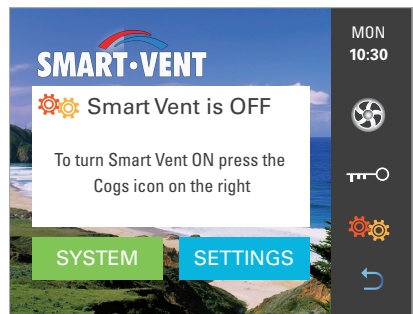 SMART·VENT
MON
10:30
Smart Vent is OFF
To turn Smart Vent ON press the
Cogs icon on the right
SYSTEM
SETTINGS